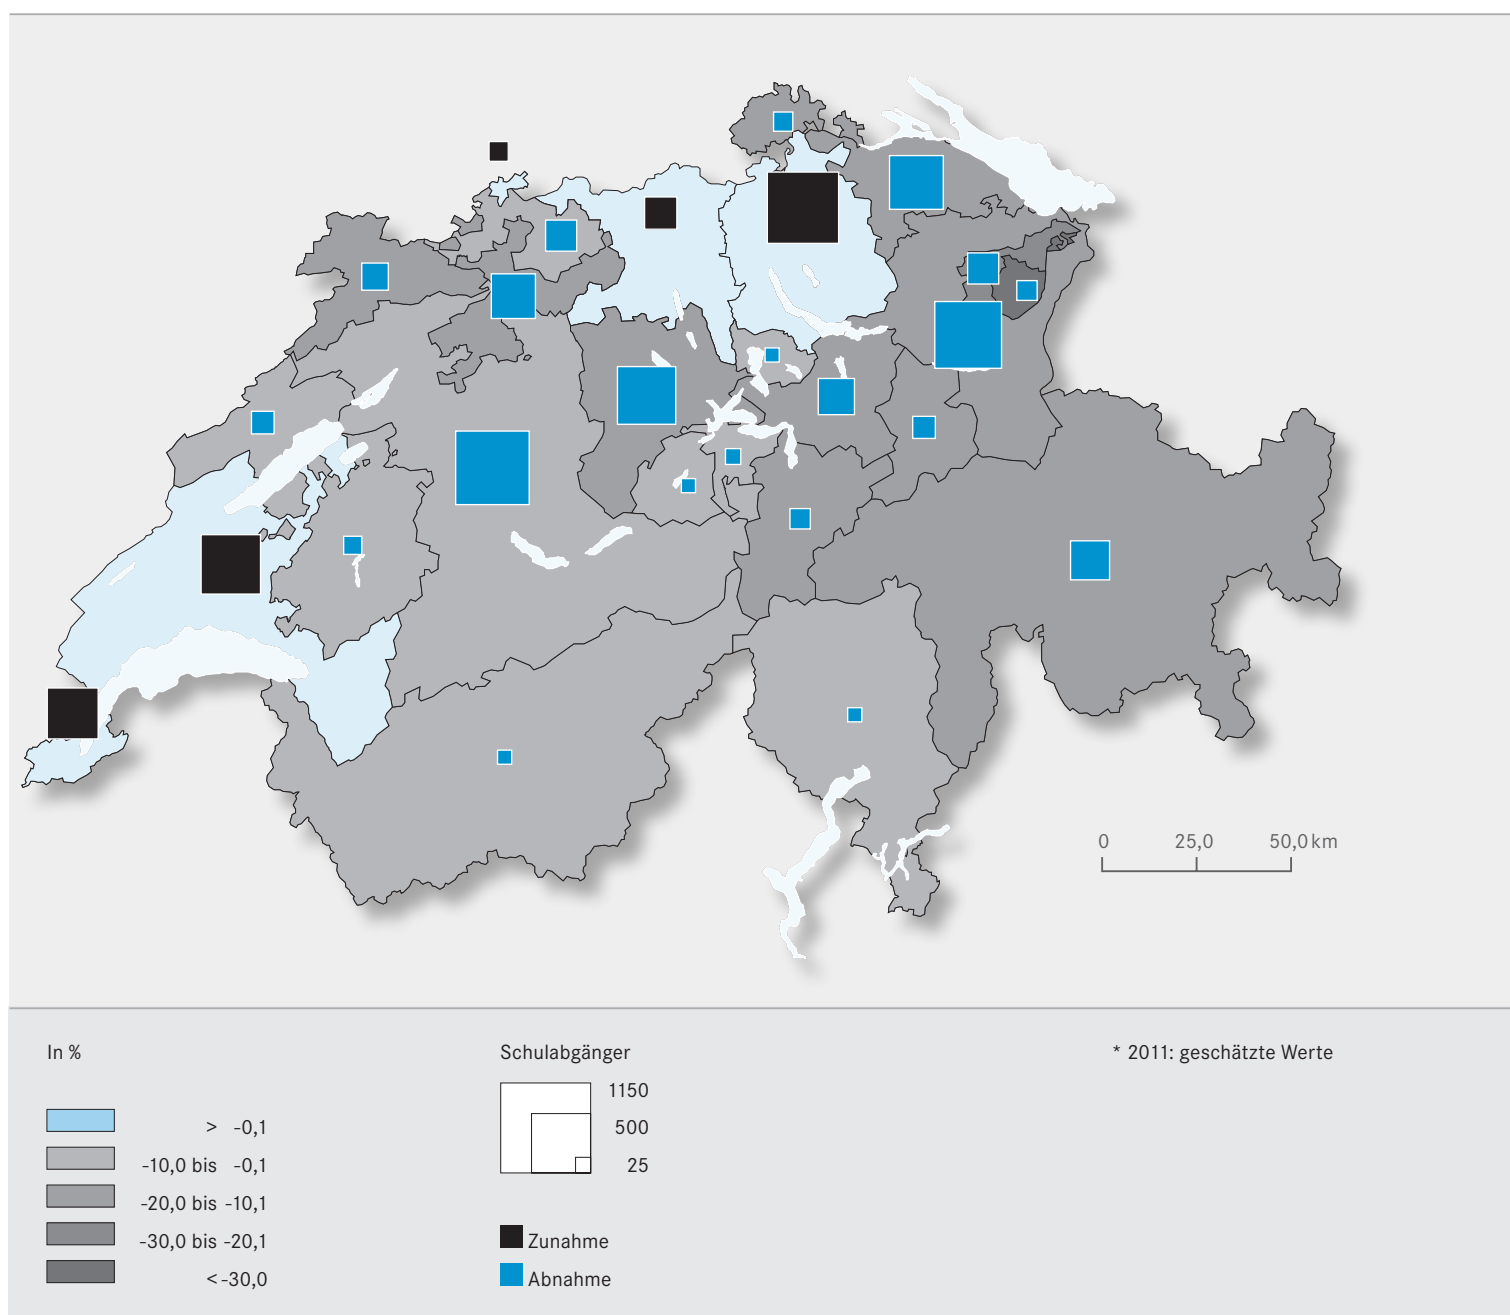 0 25,0 50,0 km
In %
> -0,1
-10,0 bis -0,1
-20,0 bis -10,1
-30,0 bis -20,1
< -30,0
Schulabgänger
1150
500
25
Zunahme
Abnahme
* 2011: geschätzte Werte